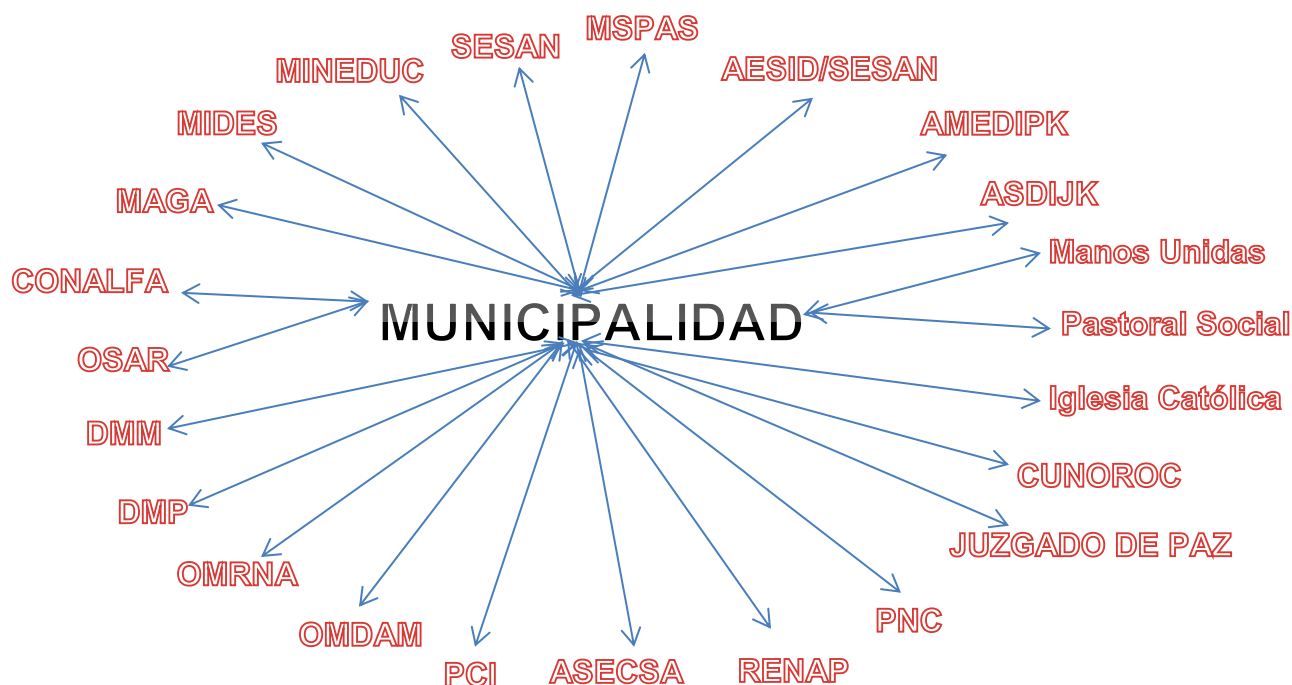 MSPAS
SESAN
AESID/SESAN
MINEDUC
MIDES
AMEDIPK
MAGA
ASDIJK
Manos Unidas
CONALFA
MUNICIPALIDAD
Pastoral Social
OSAR
Iglesia Católica
DMM
CUNOROC
DMP
JUZGADO DE PAZ
OMRNA
PNC
OMDAM
PCI
ASECSA
RENAP